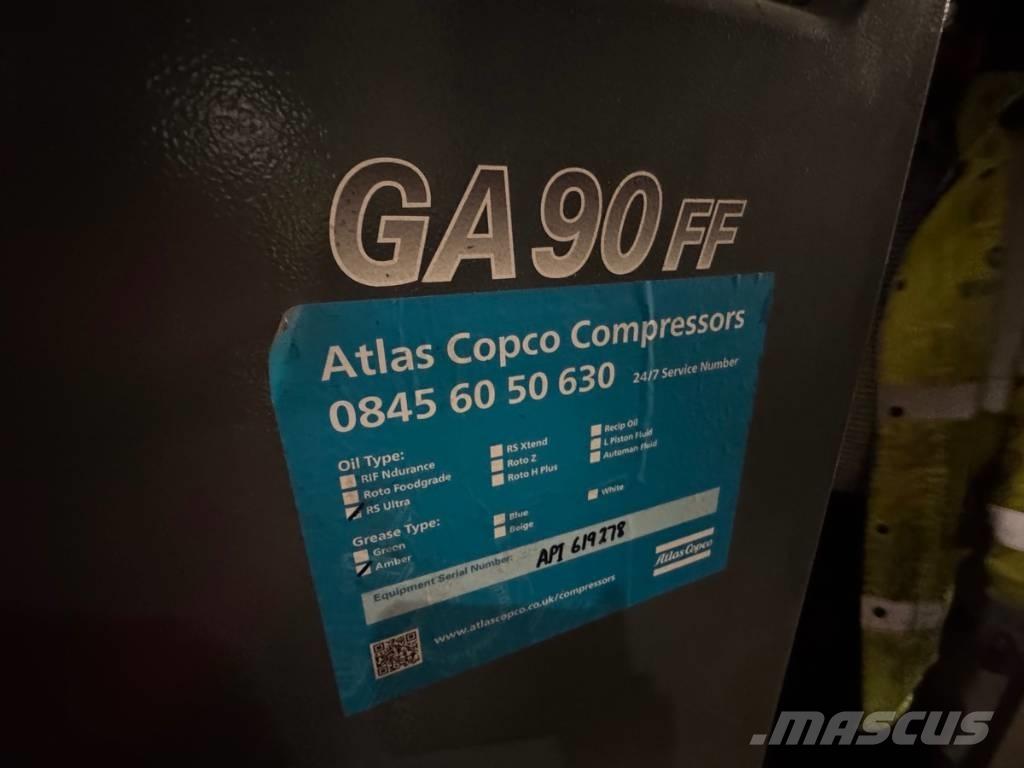 GA 90 FF
Atlas Copco Compressors
0845 60 50 630 24/7 Service Number
Oil Type:
RIF Ndurance
Roto Foodgrade
RS Ultra
RS Xtend
Roto Z
Roto H Plus
Recip Oil
L Piston Fluid
Automan Fluid
Grease Type:
Green
Amber
Blue
Beige
White
Equipment Serial Number: API 619278
Atlas Copco
www.atlascopco.co.uk/compressors
.MASCUS